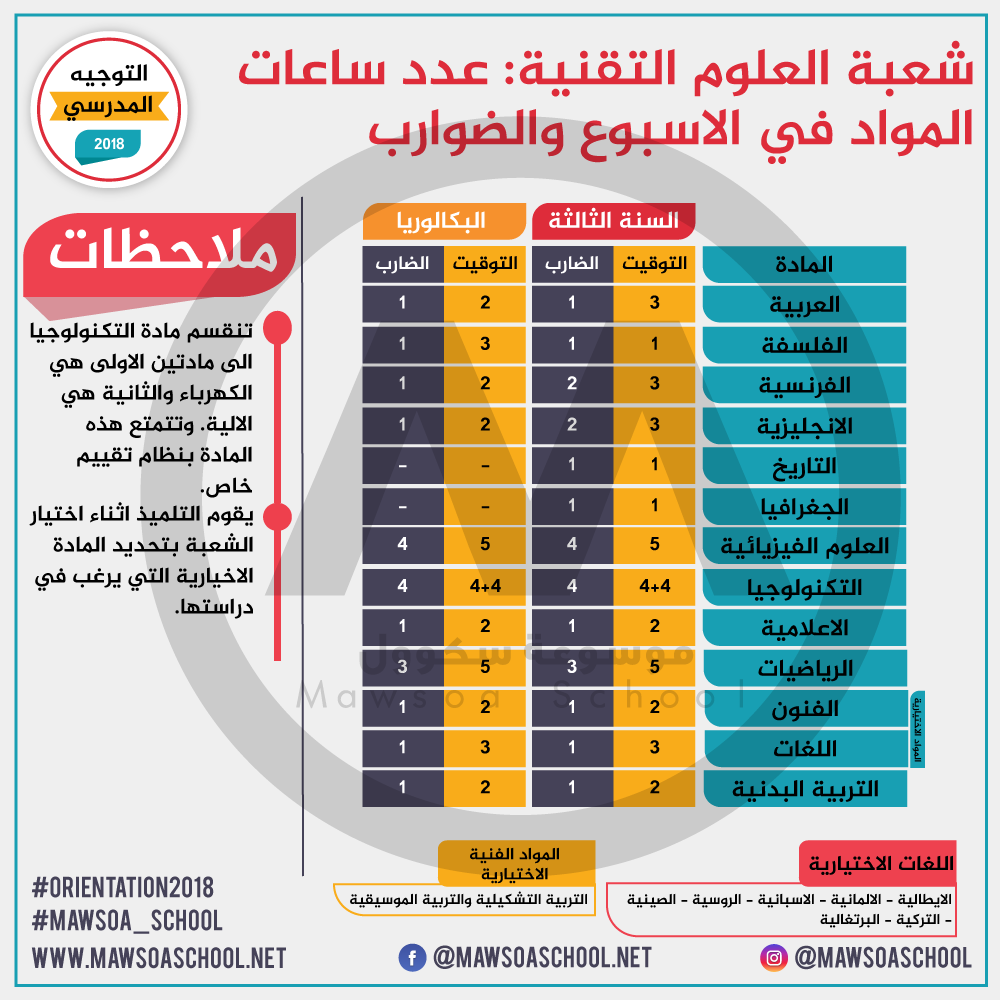 شعبة العلوم التقنية: عدد ساعات
المواد في الاسبوع والضوارب
التوجيه
المدرسي
2018
السنة الثالثة البكالوريا
المادة التوقيت الضارب التوقيت الضارب
العربية 3 1 2 1
الفلسفة 1 1 3 1
الفرنسية 3 2 2 1
الانجليزية 3 2 2 1
التاريخ 1 1 - -
الجغرافيا 1 1 - -
العلوم الفيزيائية 5 4 5 4
التكنولوجيا 4+4 4 4+4 4
الاعلامية 2 1 2 1
الرياضيات 5 3 5 3
الفنون 2 1 2 1
اللغات 3 1 3 1
التربية البدنية 2 1 2 1
المواد الاختيارية
موسوعة سكوول
Mawsoa School
ملاحظات
تنقسم مادة التكنولوجيا
الى مادتين الاولى هي
الكهرباء والثانية هي
الالية. وتتمتع هذه
المادة بنظام تقييم
خاص.
يقوم التلميذ اثناء اختيار
الشعبة بتحديد المادة
الاخيارية التي يرغب في
دراستها.
اللغات الاختيارية
الايطالية - الالمانية - الاسبانية - الروسية - الصينية
- التركية - البرتغالية
المواد الفنية
الاختيارية
التربية التشكيلية والتربية الموسيقية
#ORIENTATION2018
#MAWSOA_SCHOOL
WWW.MAWSOASCHOOL.NET
@MAWSOASCHOOL.NET
@MAWSOASCHOOL